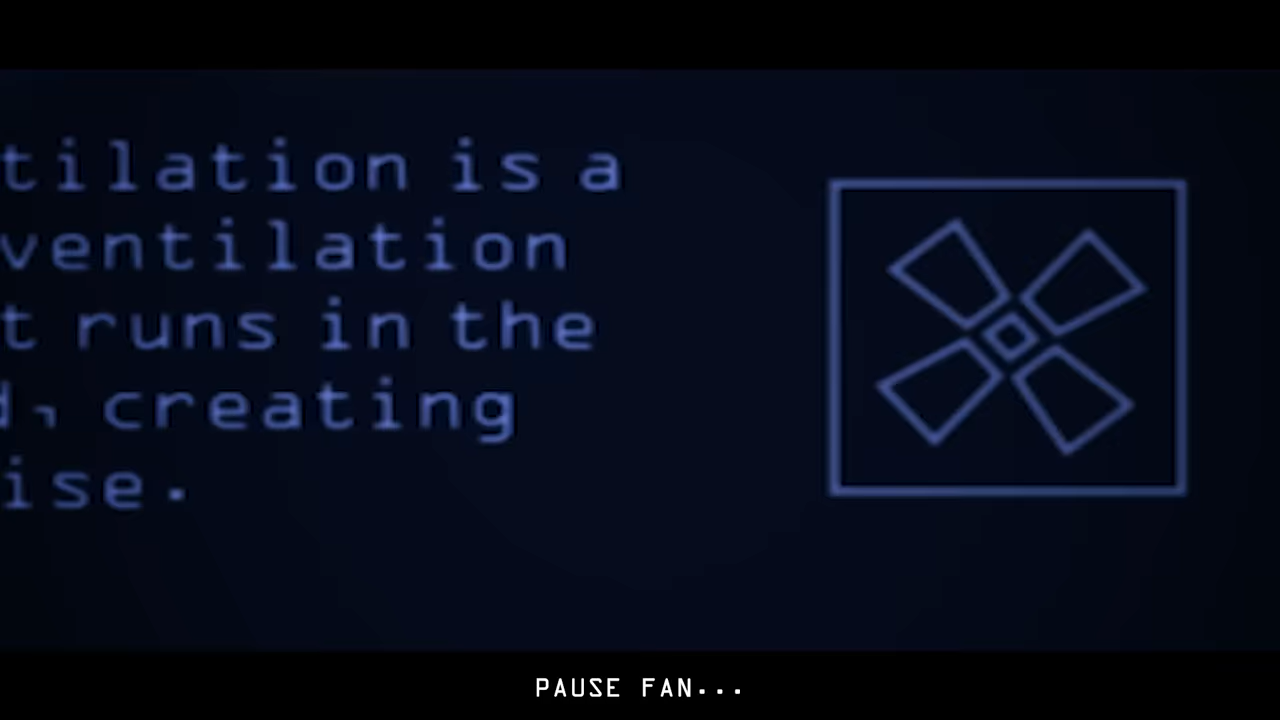 tilation is a
ventilation
t runs in the
d, creating
ise.
PAUSE FAN...